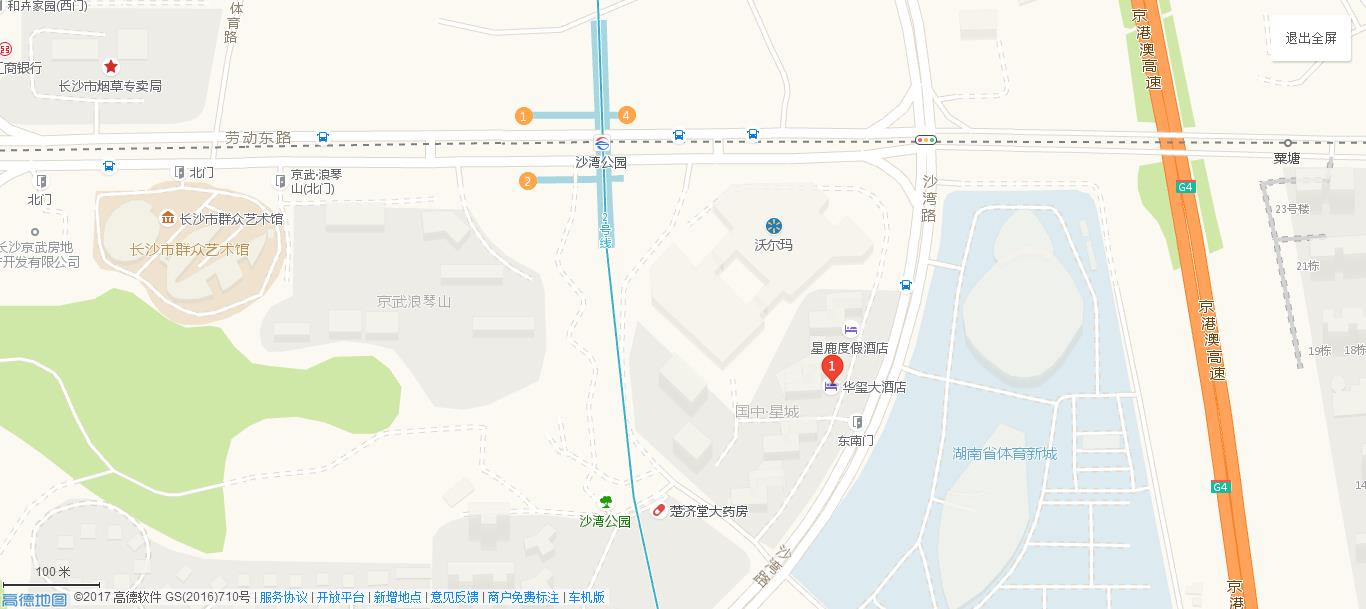 和卉家园(西门)
体育路
京港澳高速
退出全屏
工商银行
长沙市烟草专卖局
1
4
劳动东路
沙湾公园
粟塘
北门
京武·浪琴
山(北门)
2
北门
沙湾路
G4
23号楼
长沙市群众艺术馆
长沙市群众艺术馆
2号线
沃尔玛
长沙京武房地
开发有限公司
21栋
京武浪琴山
京港澳高速
星鹿度假酒店
19栋
18栋
1
华玺大酒店
国中·星城
东南门
湖南省体育新城
G4
14
沙湾公园
楚济堂大药房
沙湾路
100 米
京港
高德地图
©2017 高德软件 GS(2016)710号 | 服务协议 | 开放平台 | 新增地点 | 意见反馈 | 商户免费标注 | 车机版